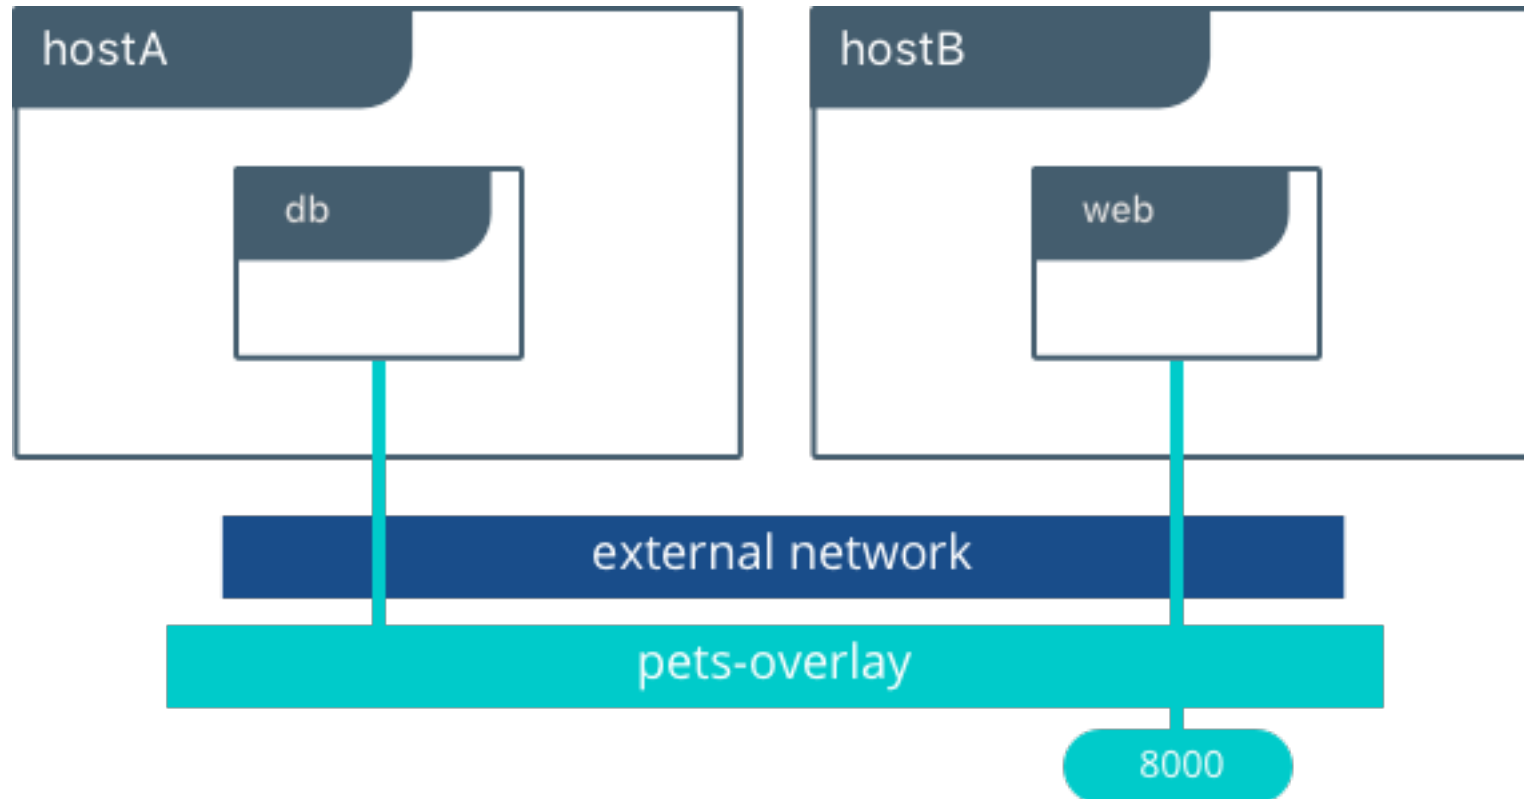 hostA
hostB
db
web
external network
pets-overlay
8000